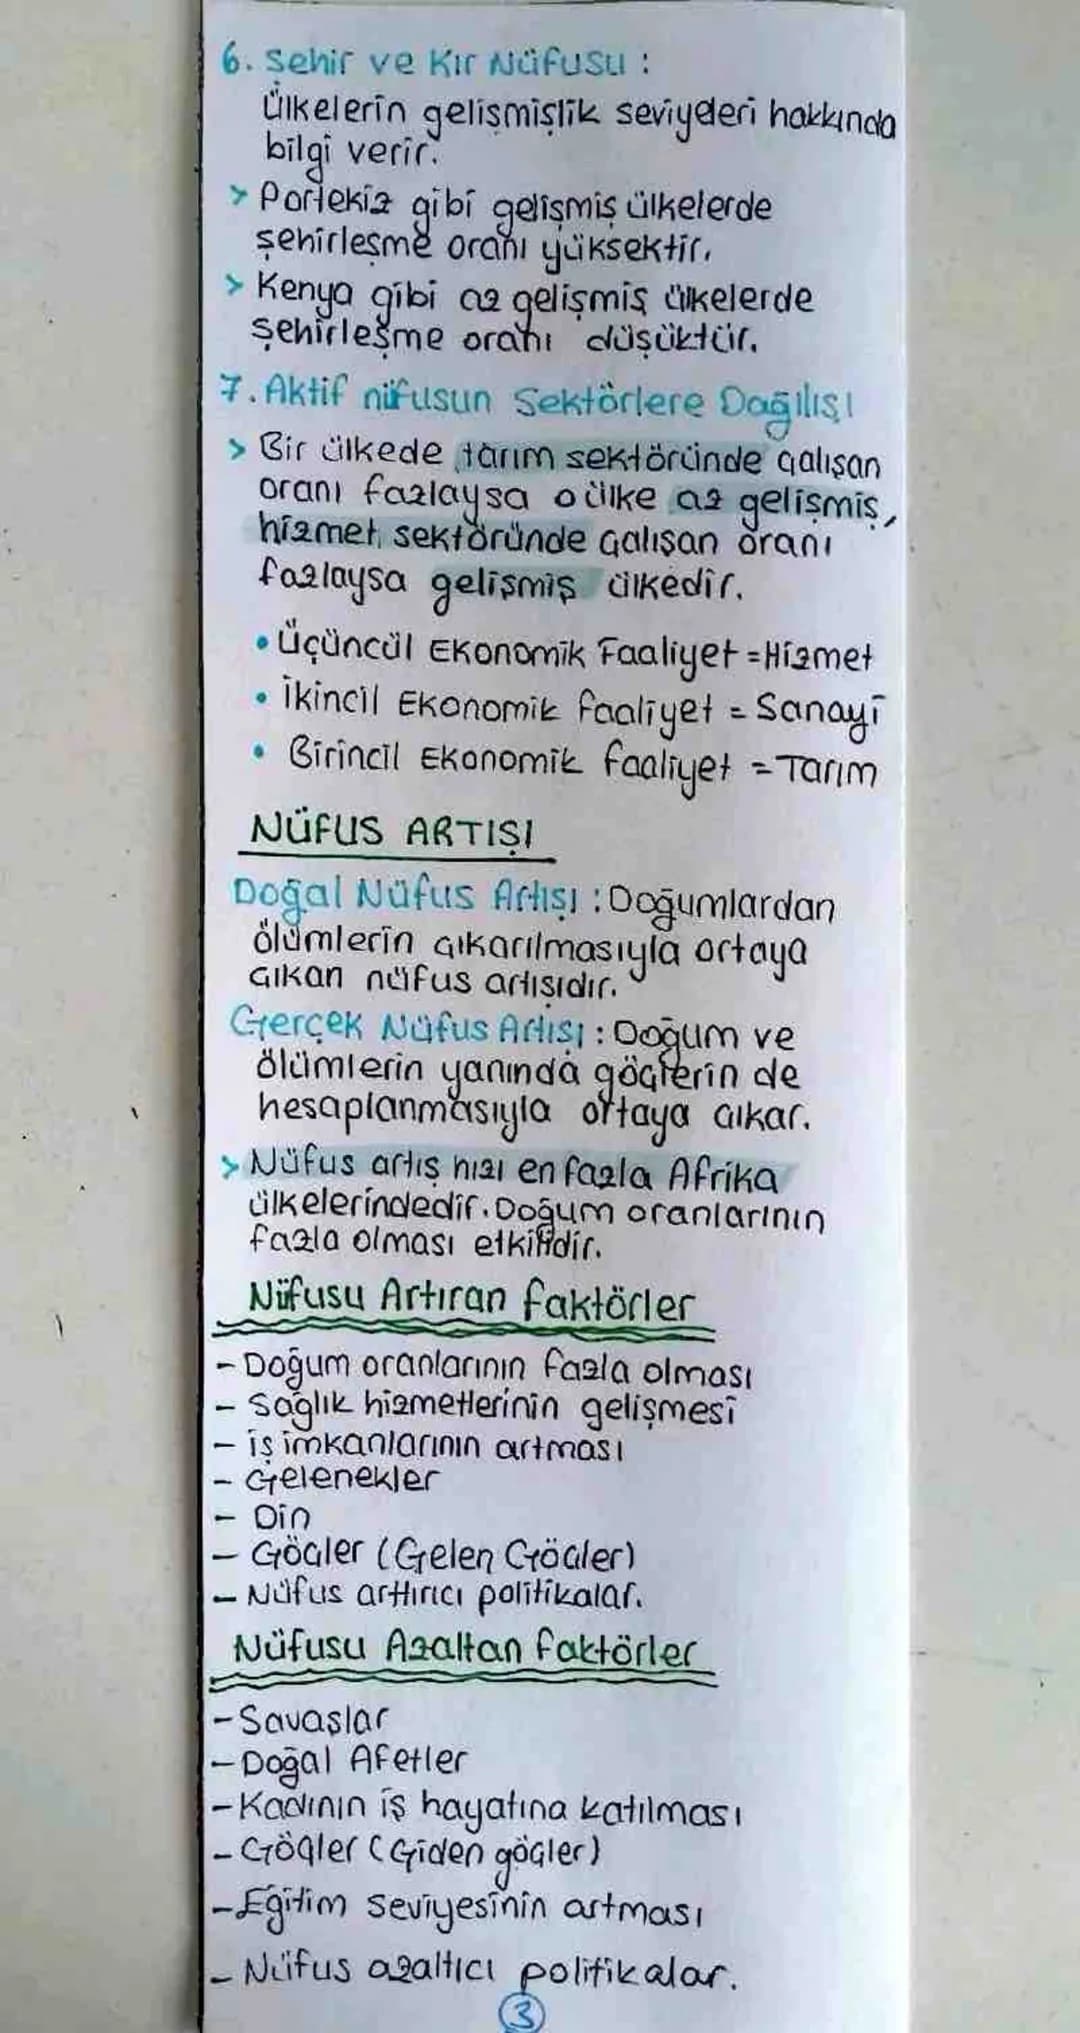 6. Şehir ve Kır Nüfusu :
Ülkelerin gelişmişlik seviyeleri hakkında
bilgi verir.
> Portekiz gibi gelişmiş ülkelerde
şehirleşme oranı yüksektir.
> Kenya gibi az gelişmiş ülkelerde
şehirleşme oranı düşüktür.
7. Aktif nüfusun Sektörlere Dağılışı
> Bir ülkede tarım sektöründe çalışan
oranı fazlaysa o ülke az gelişmiş,
hizmet sektöründe çalışan oranı
fazlaysa gelişmiş ülkedir.
• Üçüncül Ekonomik Faaliyet = Hizmet
• İkincil Ekonomik faaliyet = Sanayi
• Birincil Ekonomik faaliyet = Tarım
NÜFUS ARTIŞI
Doğal Nüfus Artışı : Doğumlardan
ölümlerin çıkarılmasıyla ortaya
çıkan nüfus artışıdır.
Gerçek Nüfus Artışı : Doğum ve
ölümlerin yanında göçlerin de
hesaplanmasıyla ortaya çıkar.
> Nüfus artış hızı en fazla Afrika
ülkelerindedir. Doğum oranlarının
fazla olması etkilidir.
Nüfusu Artıran faktörler
- Doğum oranlarının fazla olması
- Sağlık hizmetlerinin gelişmesi
- iş imkanlarının artması
- Gelenekler
- Din
- Göçler (Gelen Göçler)
- Nüfus arttırıcı politikalar.
Nüfusu Azaltan faktörler
- Savaşlar
- Doğal Afetler
- Kadının iş hayatına katılması
- Göçler (Giden göçler)
- Eğitim seviyesinin artması
- Nüfus azaltıcı politikalar.
3